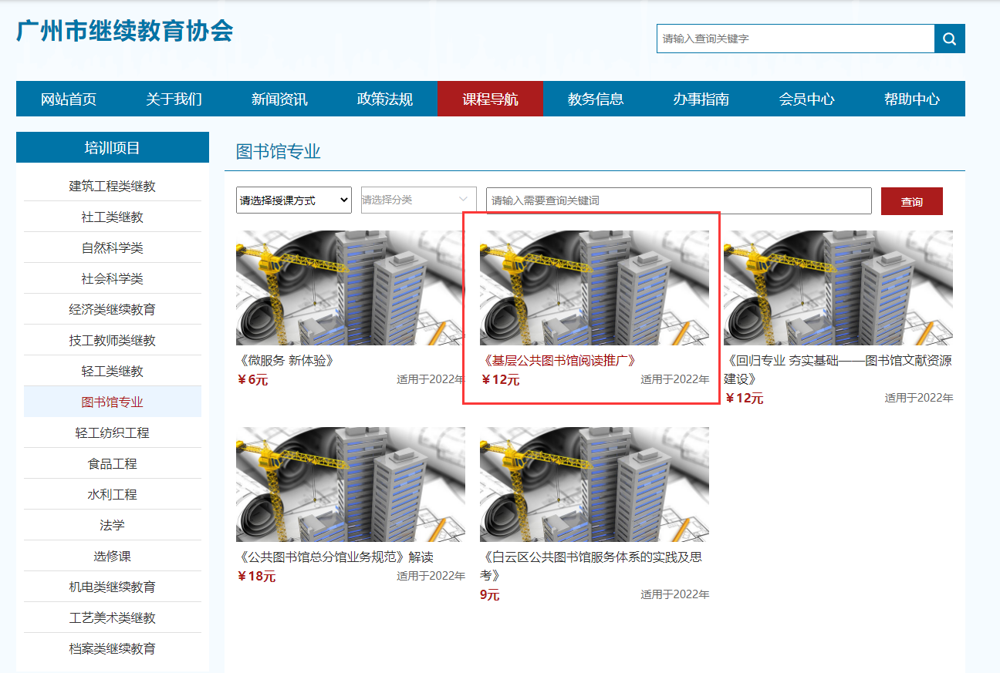 广州市继续教育协会
请输入查询关键字
网站首页 关于我们 新闻资讯 政策法规 课程导航 教务信息 办事指南 会员中心 帮助中心
培训项目
建筑工程类继教
社工类继教
自然科学类
社会科学类
经济类继续教育
技工教师类继教
轻工类继教
图书馆专业
轻工纺织工程
食品工程
水利工程
法学
选修课
机电类继续教育
工艺美术类继教
档案类继续教育
图书馆专业
请选择授课方式 请选择分类 请输入需要查询关键词 查询
《微服务 新体验》
￥6元 适用于2022年
《基层公共图书馆阅读推广》
￥12元 适用于2022年
《回归专业 夯实基础——图书馆文献资源
建设》
￥12元 适用于2022年
《公共图书馆总分馆业务规范》解读
￥18元 适用于2022年
《白云区公共图书馆服务体系的实践及思
考》
9元 适用于2022年